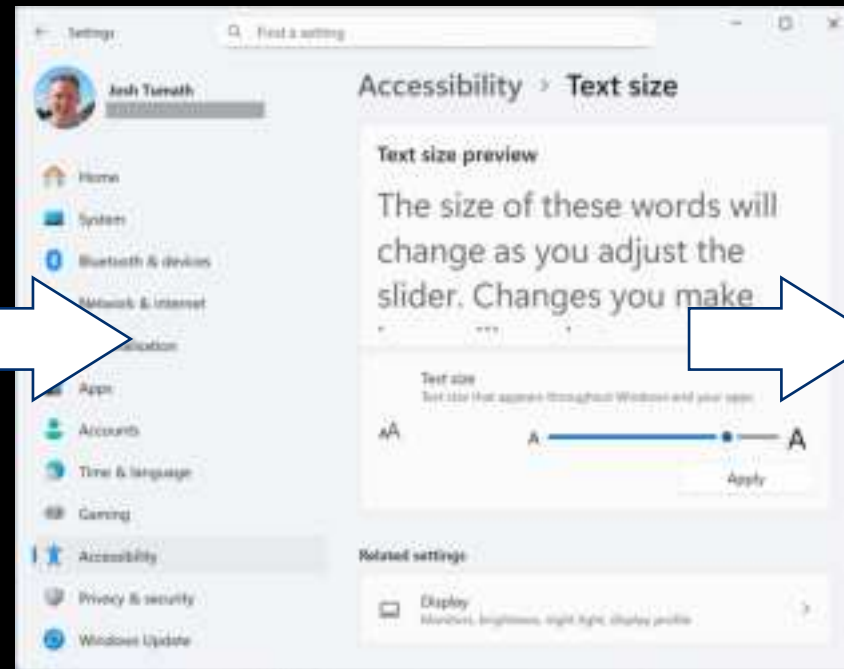 Settings
Find a setting
Josh Tumath
Home
System
Bluetooth & devices
Network & internet
Apps
Accounts
Time & language
Gaming
Accessibility
Privacy & security
Windows Update
Accessibility > Text size
Text size preview
The size of these words will
change as you adjust the
slider. Changes you make
Text size
Text size that appears throughout Windows and your apps
A A
A A
Apply
Related settings
Display
Monitors, brightness, night light, display profile